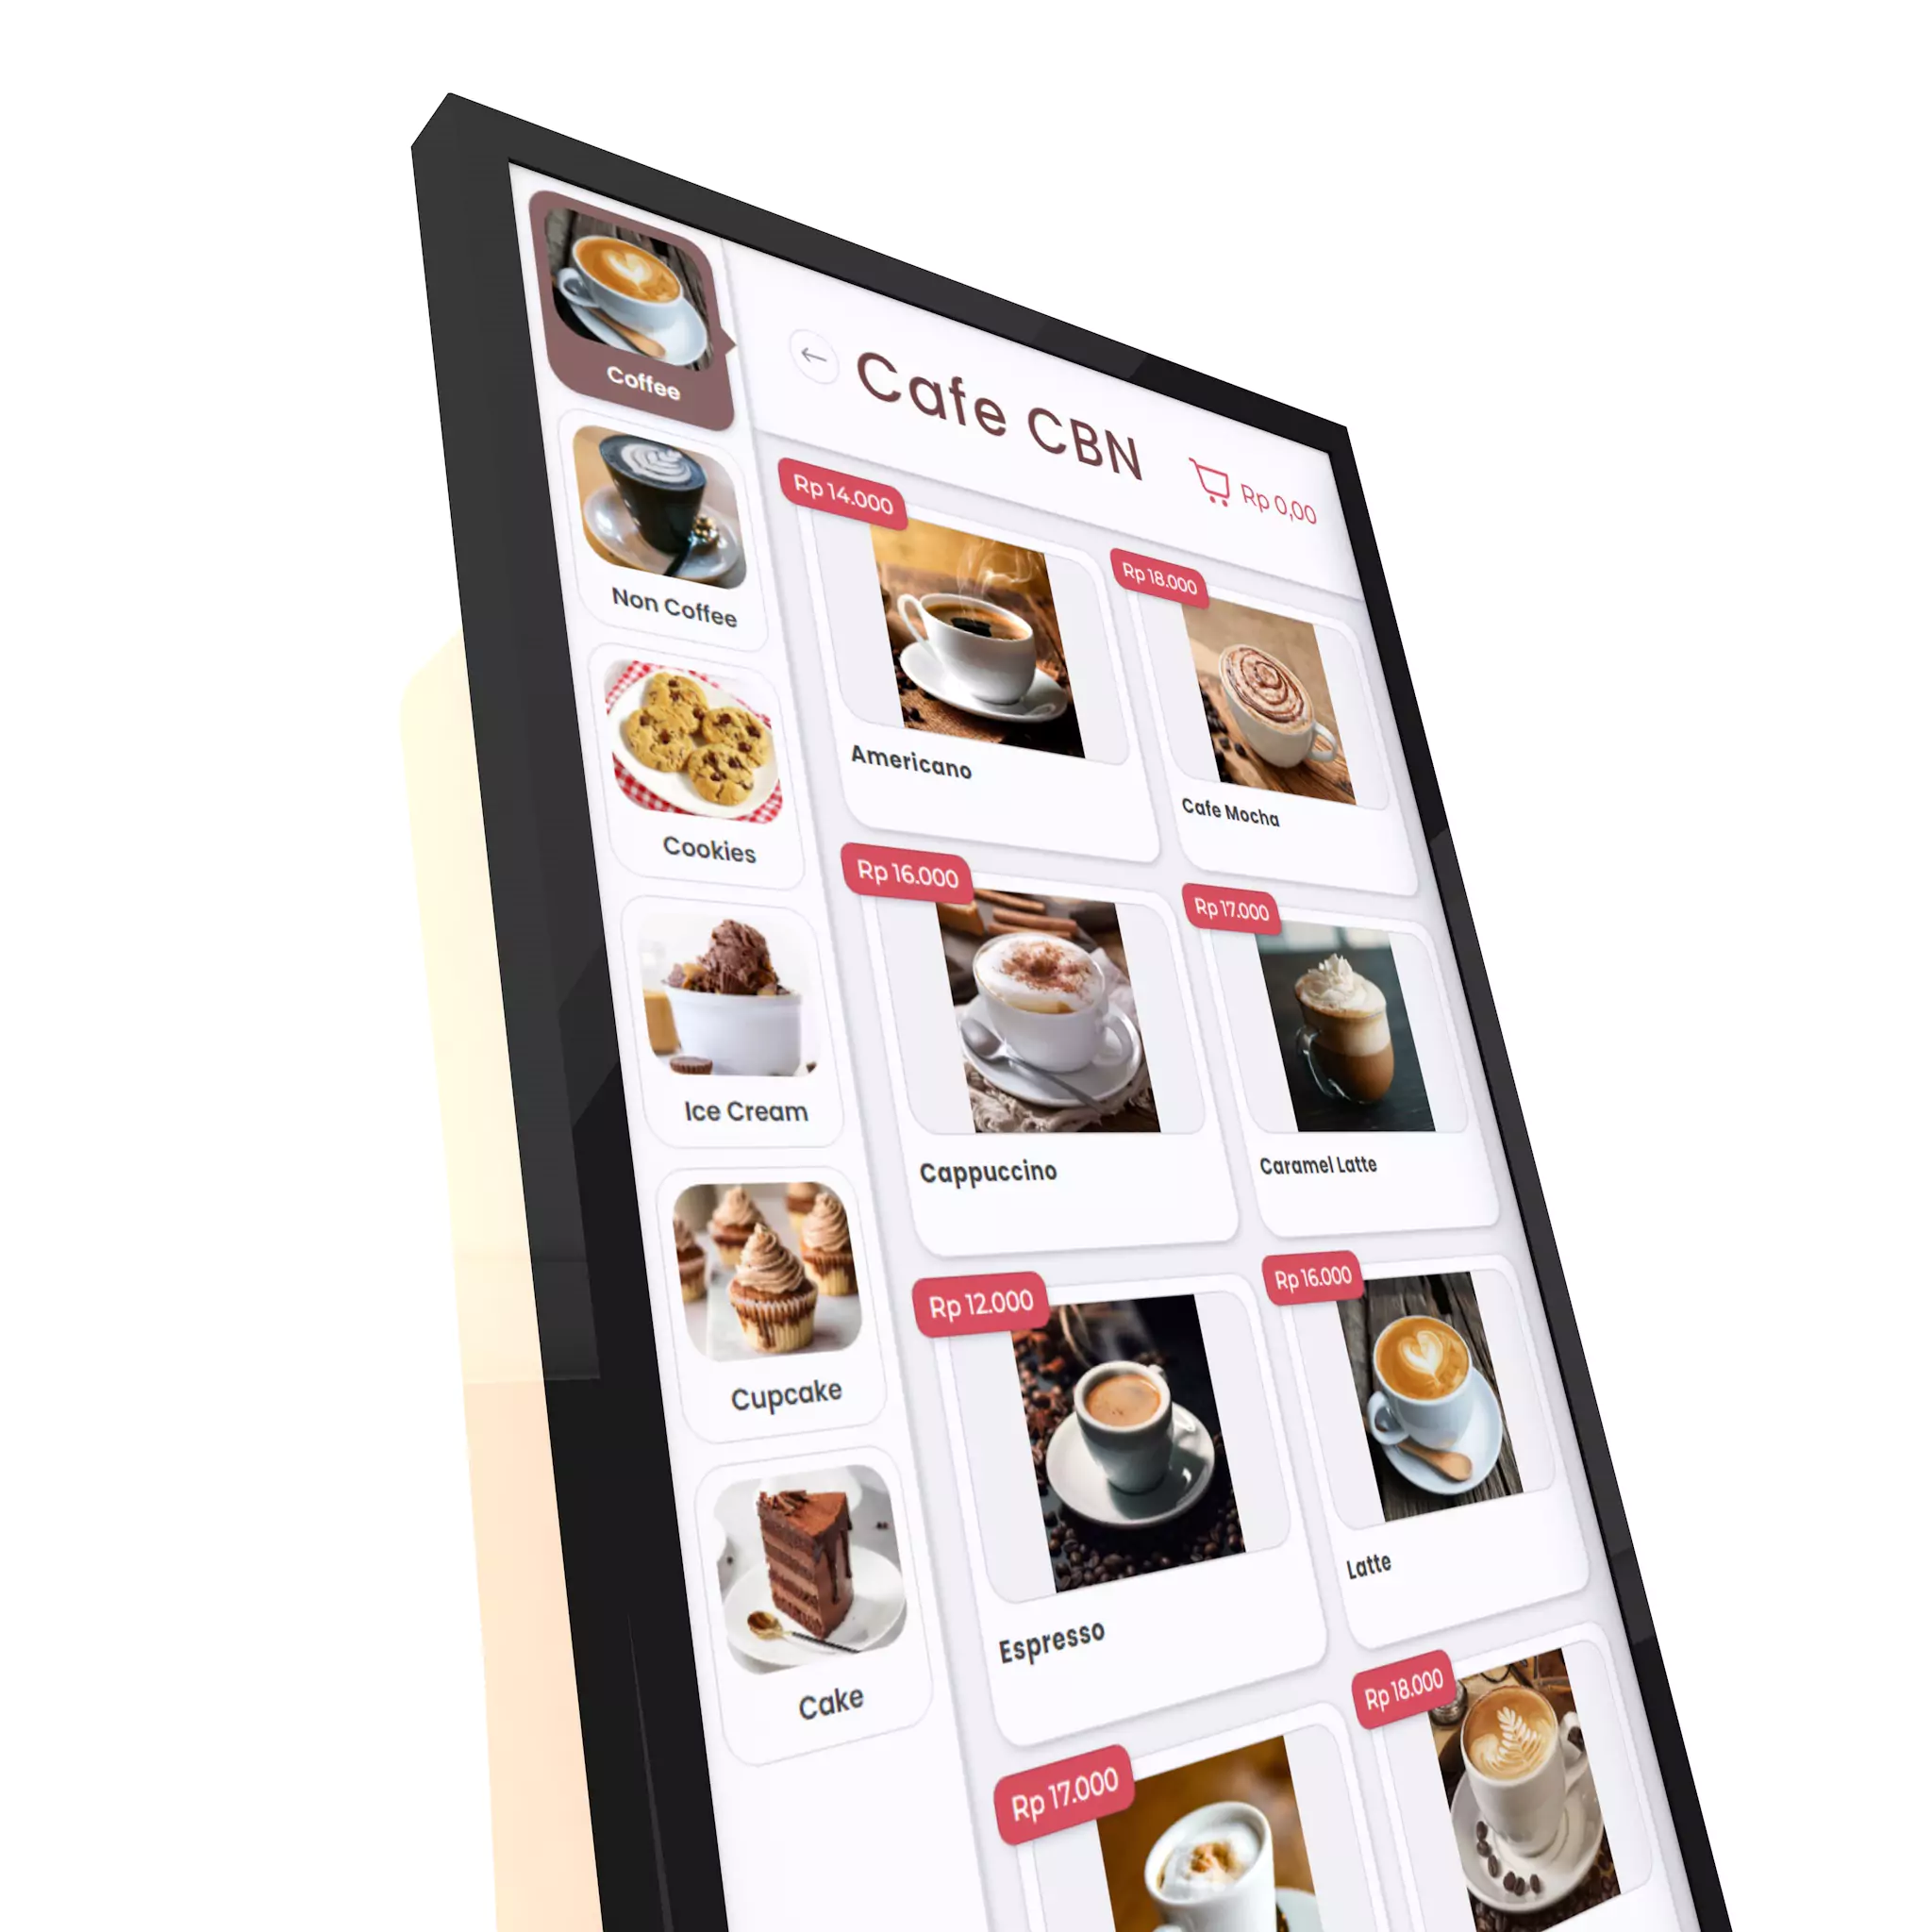 Coffee
Non Coffee
Cookies
Ice Cream
Cupcake
Cake
Cafe CBN
Rp 0,00
Rp 14.000
Americano
Rp 18.000
Cafe Mocha
Rp 16.000
Cappuccino
Rp 17.000
Caramel Latte
Rp 12.000
Espresso
Rp 16.000
Latte
Rp 17.000
Rp 18.000